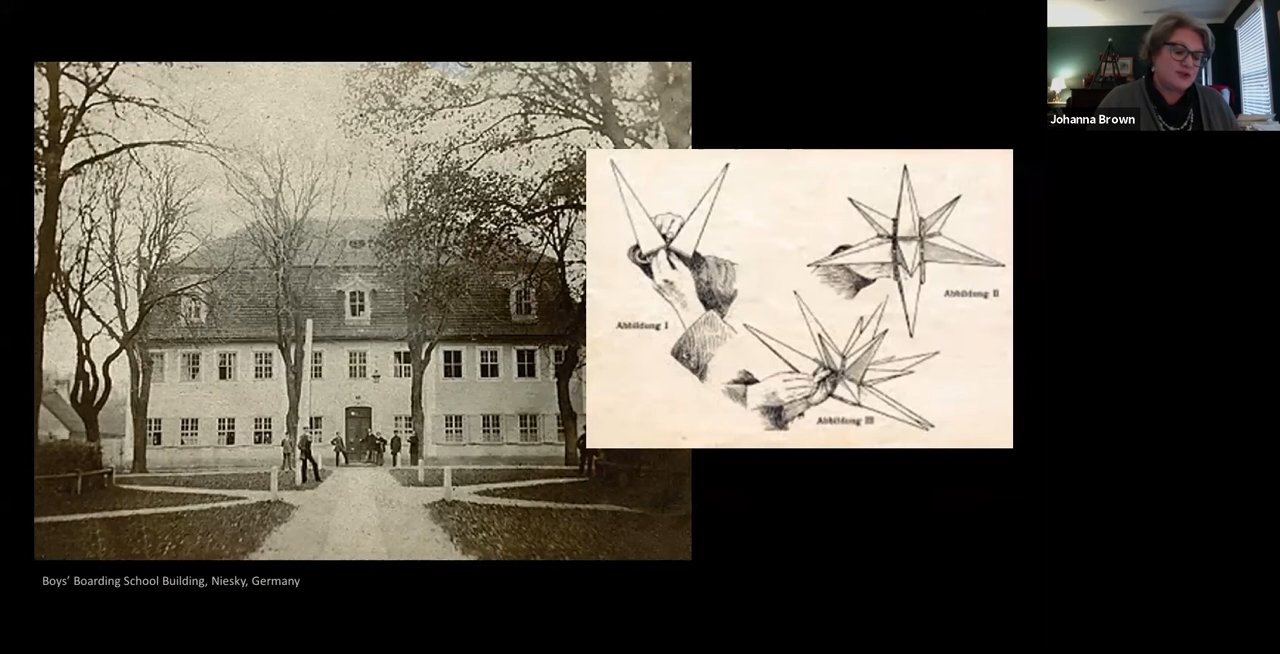 Johanna Brown
Abbildung I
Abbildung II
Abbildung III
Boys’ Boarding School Building, Niesky, Germany